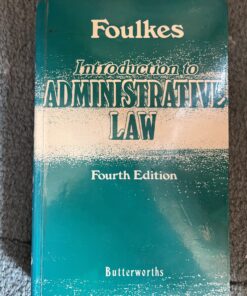 Foulkes
Introduction to
ADMINISTRATIVE
LAW
Fourth Edition
Butterworths